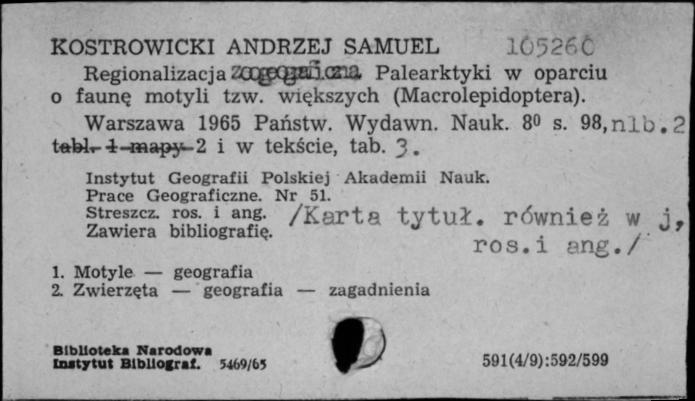 KOSTROWICKI ANDRZEJ SAMUEL 105260
Regionalizacja zoogeograficzna Palearktyki w oparciu
o faunę motyli tzw. większych (Macrolepidoptera).
Warszawa 1965 Państw. Wydawn. Nauk. 8⁰ s. 98, nlb. 2
tabl. 1 mapy 2 i w tekście, tab. 3.
Instytut Geografii Polskiej Akademii Nauk.
Prace Geograficzne. Nr 51.
Streszcz. ros. i ang. /Karta tytuł. również w j,
Zawiera bibliografię. ros.i ang./
1. Motyle — geografia
2. Zwierzęta — geografia — zagadnienia
Biblioteka Narodowa
Instytut Bibliograf. 5469/65 591(4/9):592/599